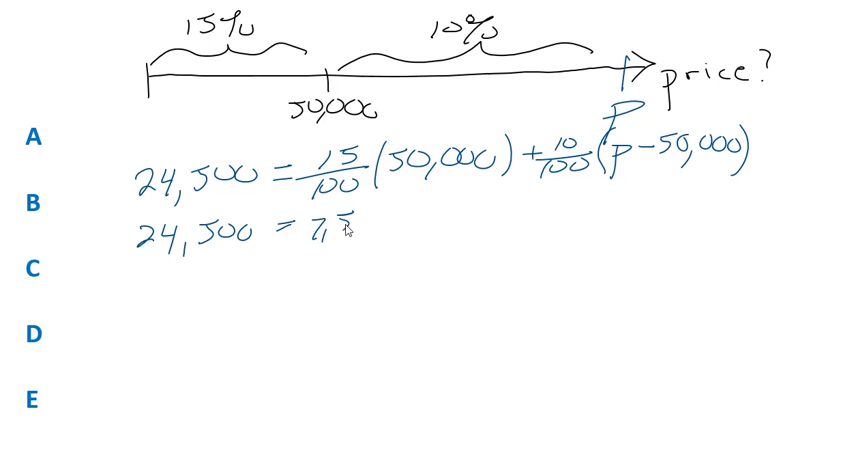 15% 10%
50,000 p price?
A
24,500 = 15/100 (50,000) + 10/100 (p - 50,000)
B
24,500 = 7,5
C
D
E